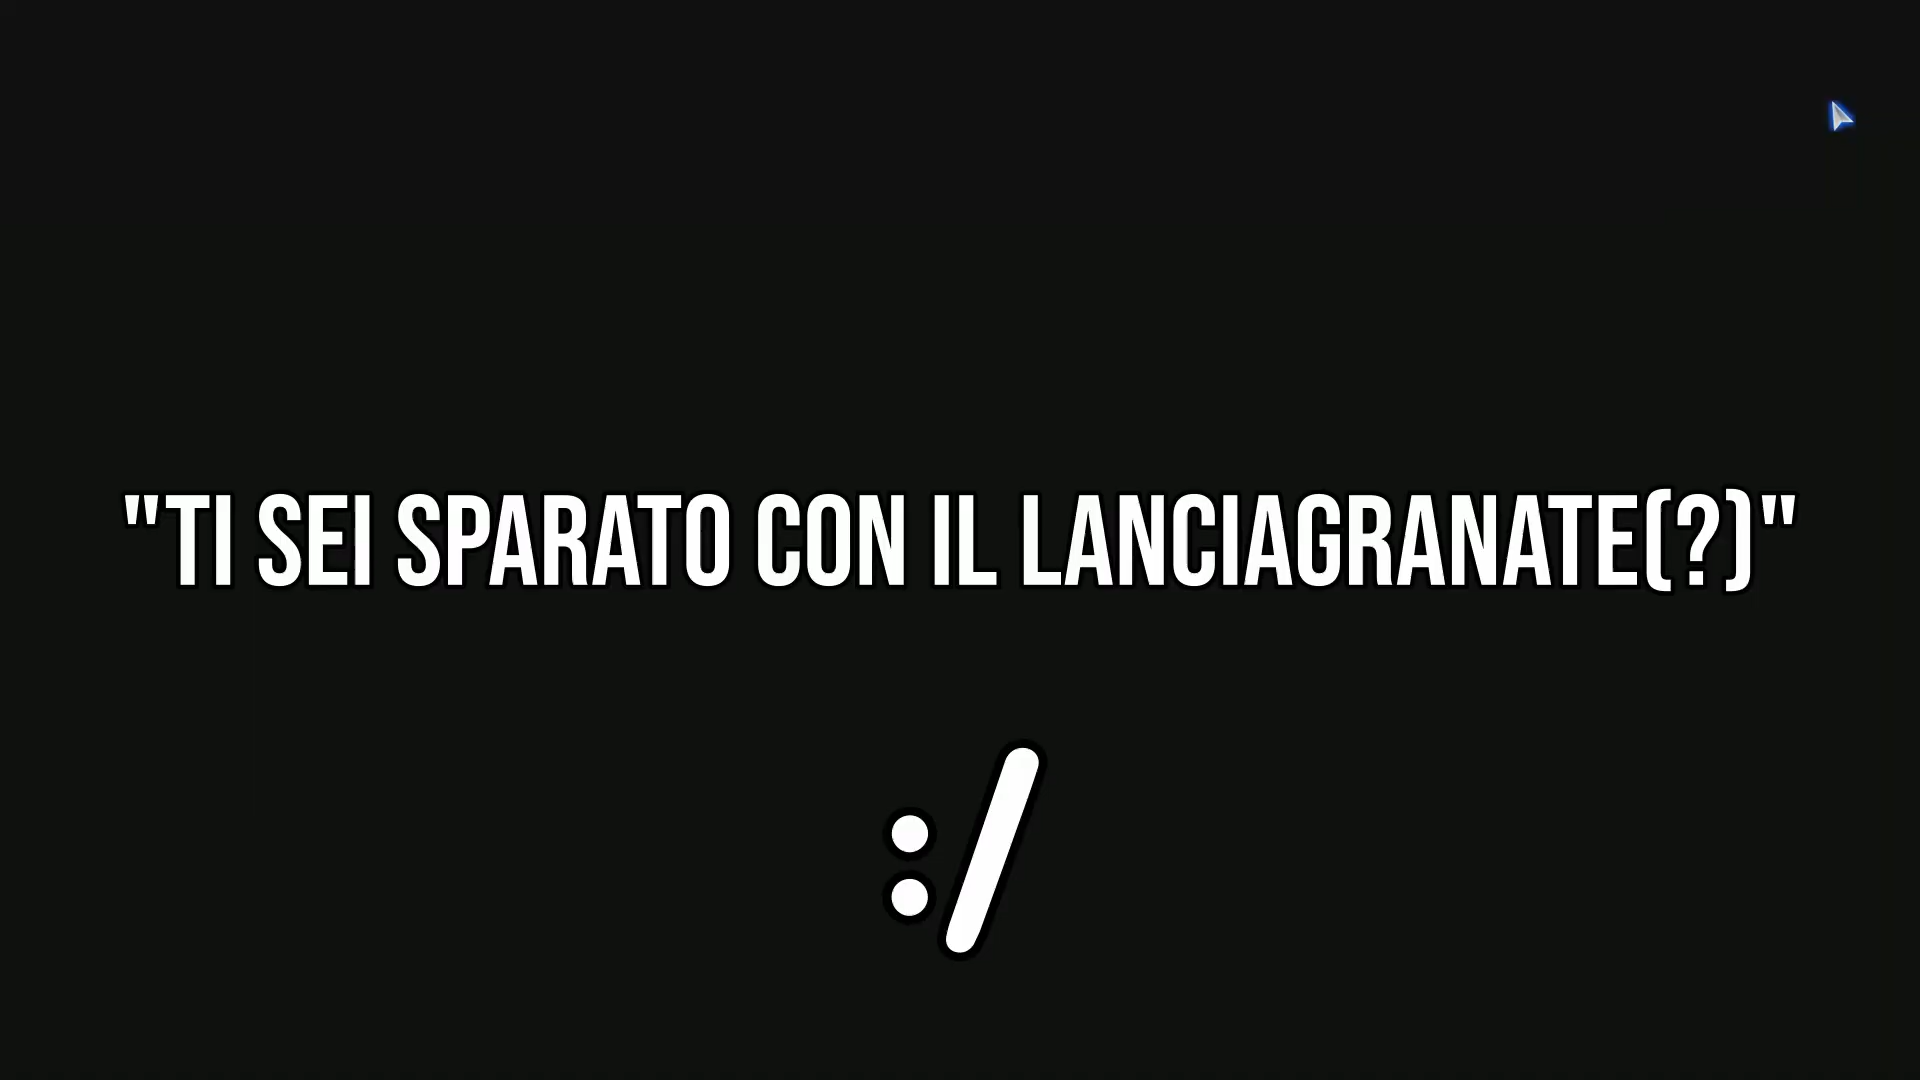 "TI SEI SPARATO CON IL LANCIAGRANATE(?)"
:/